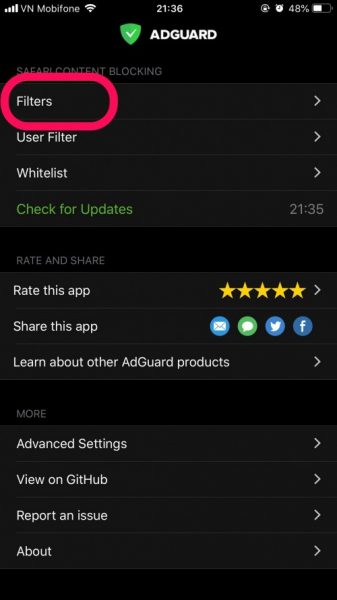 VN Mobifone 21:36 48%
ADGUARD
SAFARI CONTENT BLOCKING
Filters
User Filter
Whitelist
Check for Updates 21:35
RATE AND SHARE
Rate this app
Share this app
Learn about other AdGuard products
MORE
Advanced Settings
View on GitHub
Report an issue
About